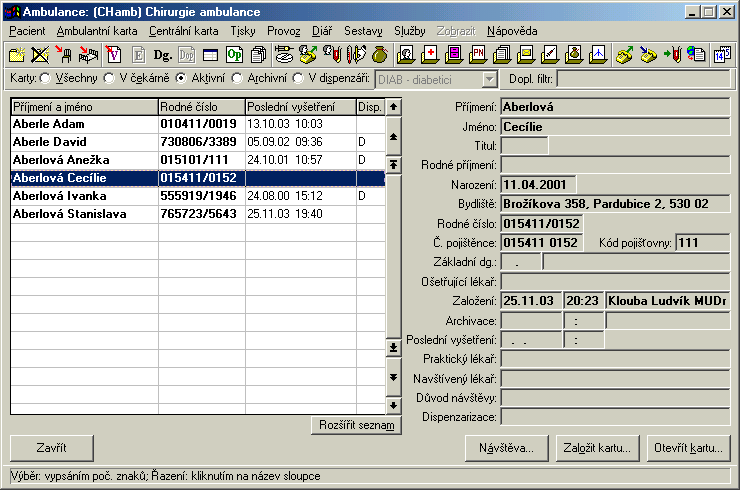 Ambulance: (CHamb) Chirurgie ambulance
Pacient Ambulantní karta Centrální karta Tisky Provoz Diář Sestavy Služby Zobrazit Nápověda
V E Dg. Dop
PN
Karty: Všechny V čekárně Aktivní Archivní V dispenzáři: DIAB - diabetici Dopl. filtr:
Příjmení a jméno Rodné číslo Poslední vyšetření Disp.
Aberle Adam 010411/0019 13.10.03 10:03
Aberle David 730806/3389 05.09.02 09:36 D
Aberlová Anežka 015101/111 24.10.01 10:57 D
Aberlová Cecílie 015411/0152
Aberlová Ivanka 555919/1946 24.08.00 15:12 D
Aberlová Stanislava 765723/5643 25.11.03 19:40
Rozšířit seznam
Příjmení: Aberlová
Jméno: Cecílie
Titul:
Rodné příjmení:
Narození: 11.04.2001
Bydliště: Brožíkova 358, Pardubice 2, 530 02
Rodné číslo: 015411/0152
Č. pojištěnce: 015411 0152 Kód pojišťovny: 111
Základní dg.: .
Ošetřující lékař:
Založení: 25.11.03 20:23 Klouba Ludvík MUDr
Archivace: :
Poslední vyšetření: . . :
Praktický lékař:
Navštívený lékař:
Důvod návštěvy:
Dispenzarizace:
Zavřít Návštěva... Založit kartu... Otevřít kartu...
Výběr: vypsáním poč. znaků; Řazení: kliknutím na název sloupce